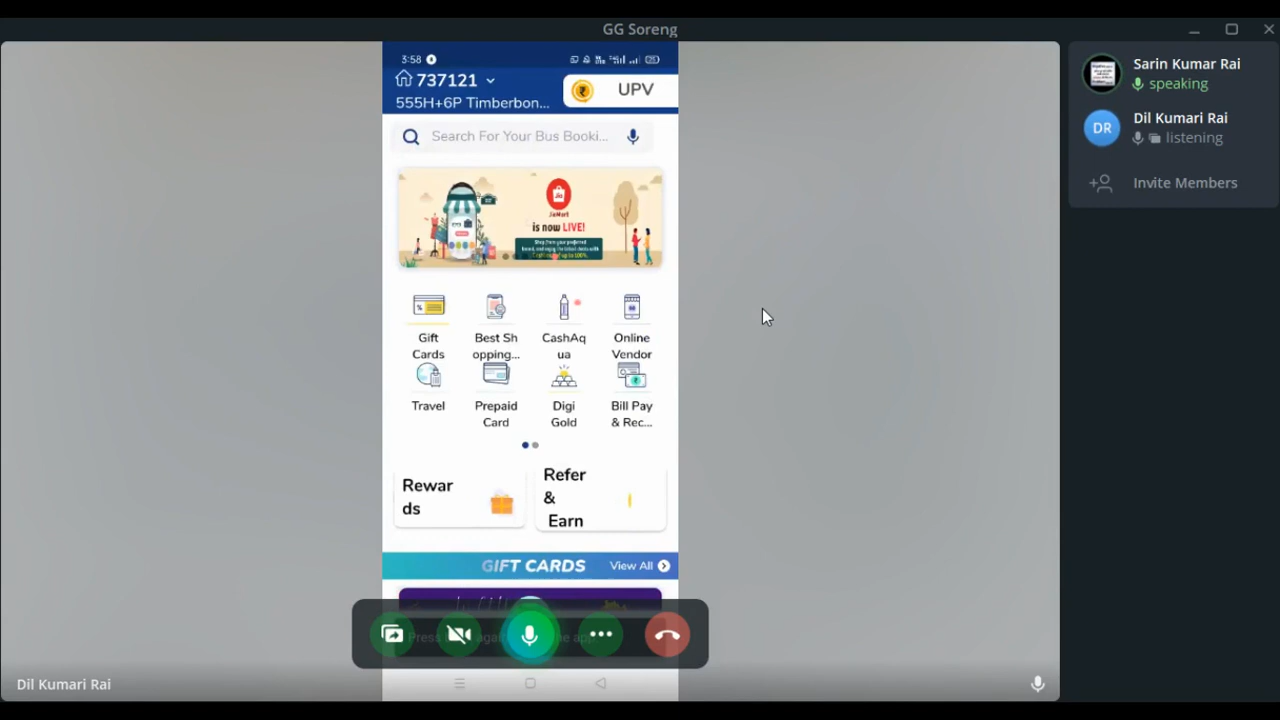 GG Soreng
3:58
737121
555H+6P Timberbon...
UPV
Search For Your Bus Booki...
JioMart
is now LIVE!
Gift
Cards
Best Sh
opping...
CashAq
ua
Online
Vendor
Travel
Prepaid
Card
Digi
Gold
Bill Pay
& Rec...
Rewar
ds
Refer
&
Earn
GIFT CARDS
View All
Sarin Kumar Rai
speaking
DR
Dil Kumari Rai
listening
Invite Members
Dil Kumari Rai